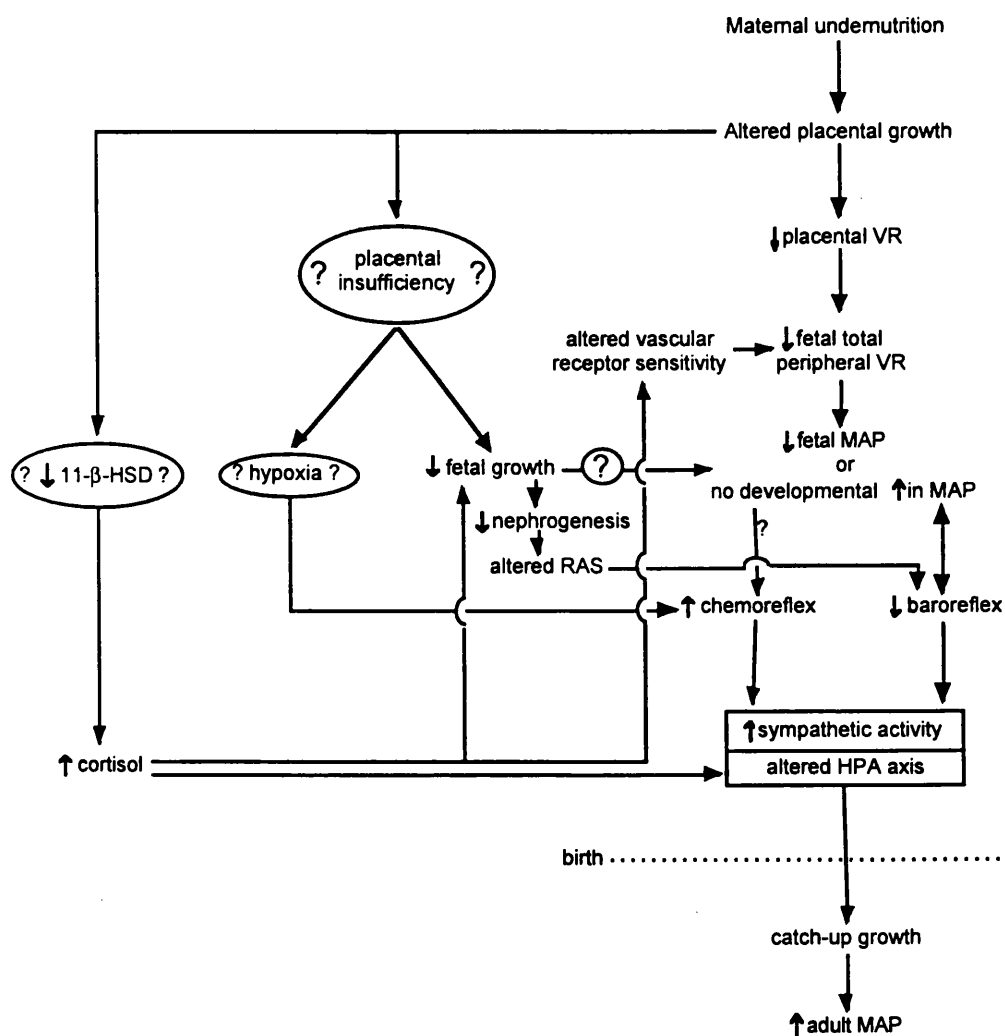 Maternal undernutrition
Altered placental growth
↓ placental VR
? placental ?
insufficiency
altered vascular
receptor sensitivity
↓ fetal total
peripheral VR
↓ fetal MAP
or
no developmental ↑ in MAP
? ↓ 11-β-HSD ?
? hypoxia ?
↓ fetal growth
?
↓ nephrogenesis
?
altered RAS
↑ chemoreflex
↓ baroreflex
↑ sympathetic activity
↑ cortisol
altered HPA axis
birth
catch-up growth
↑ adult MAP